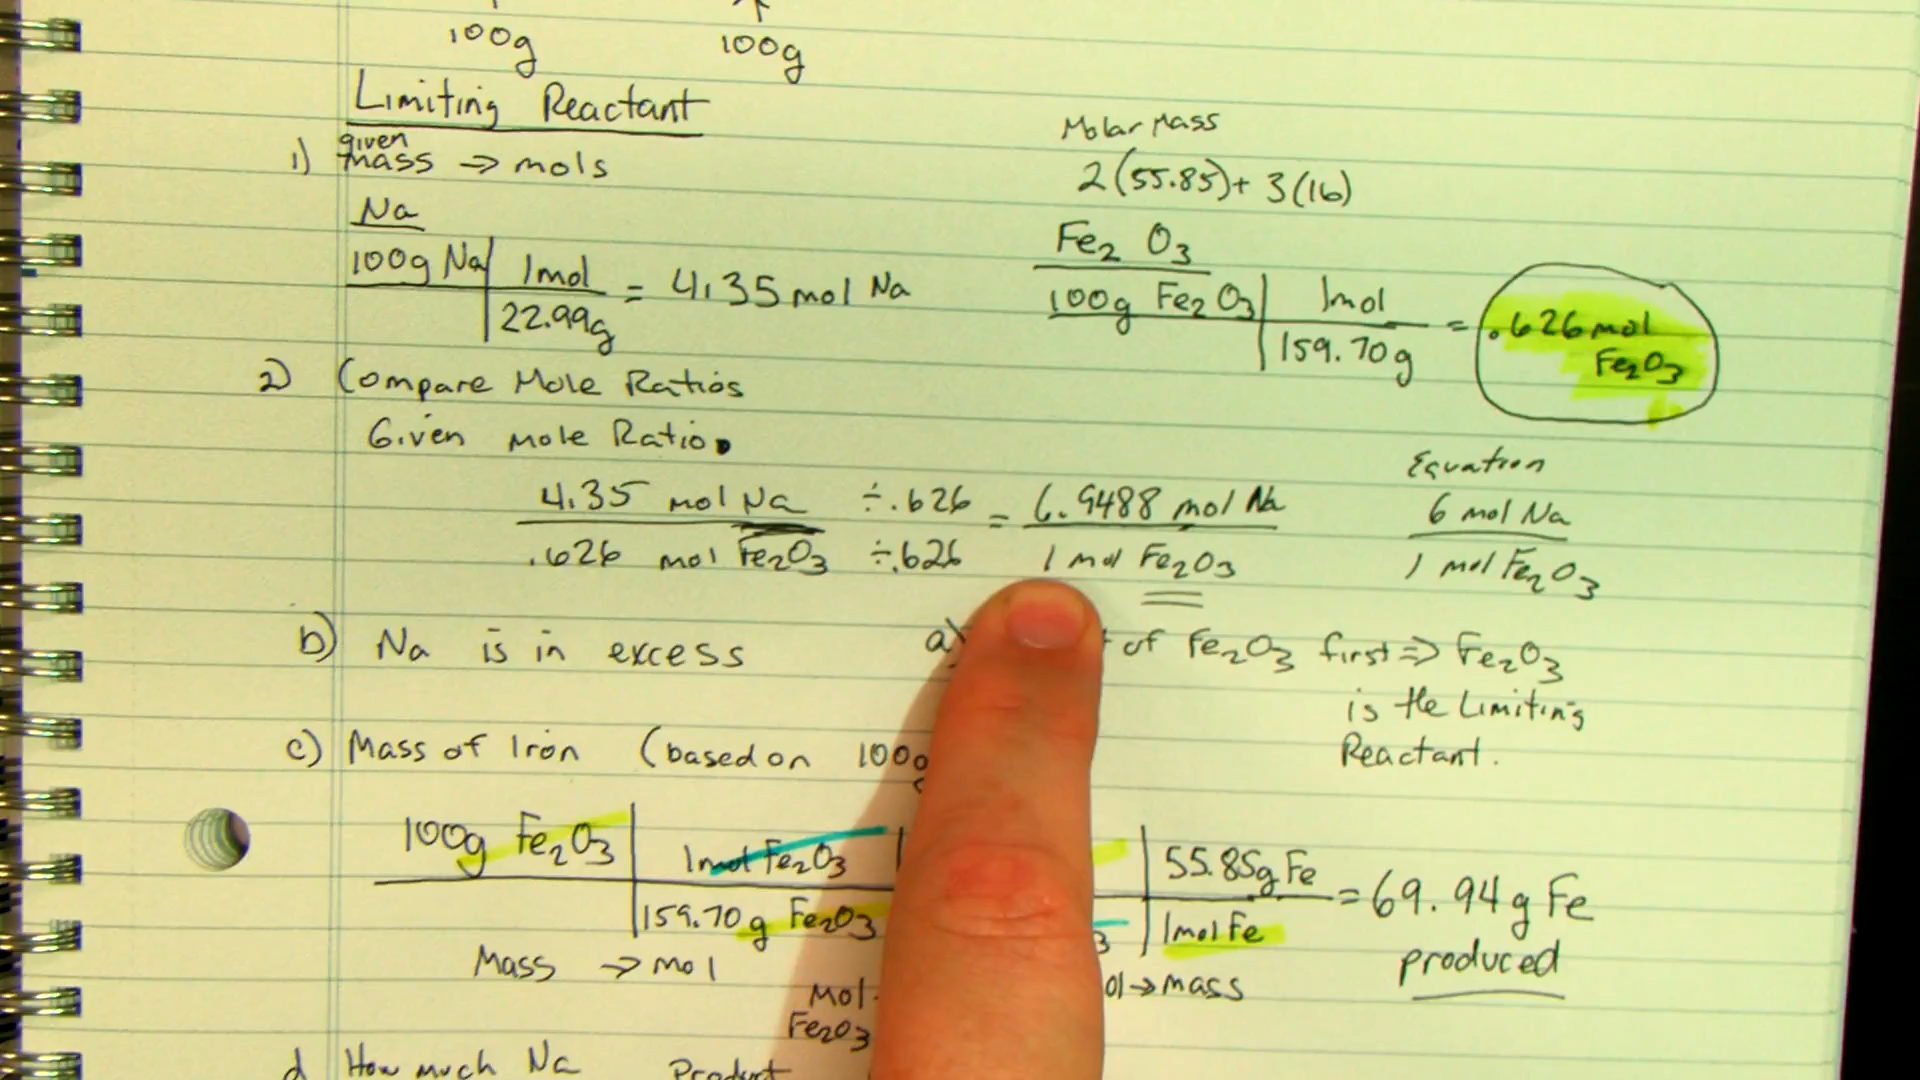 100g 100g
Limiting Reactant
Molar Mass
given
1) mass → mols
2(55.85)+ 3(16)
Na
Fe2 O3
100g Na 1mol = 4.35 mol Na
22.99g
100g Fe2O3 1mol = .626 mol Fe2O3
159.70g
2) Compare Mole Ratios
Given Mole Ratio
Equation
4.35 mol Na ÷.626 = 6.9488 mol Na
.626 mol Fe2O3 ÷.626 1 mol Fe2O3
6 mol Na
1 mol Fe2O3
b) Na is in excess
a) of Fe2O3 first ⇒ Fe2O3
is the Limiting
Reactant.
c) Mass of Iron (based on 100g
100g Fe2O3 1mol Fe2O3 55.85g Fe = 69.94g Fe
159.70g Fe2O3 3 1mol Fe
produced
Mass → mol
→ mass
Mol
Fe2O3
d How much Na Product